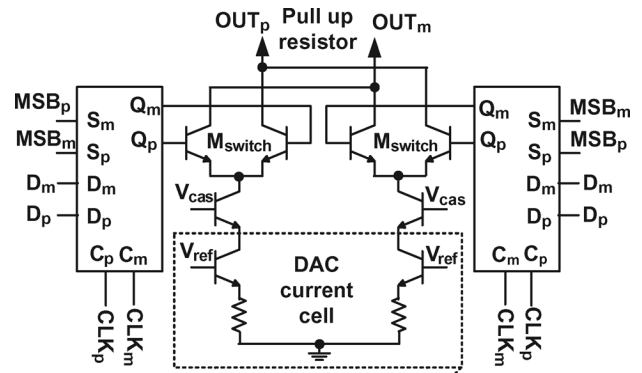 OUTp Pull up resistor OUTm
MSBp Sm Qm
MSBm Sp Qp
Dm Dm
Dp Dp
Cp Cm
CLKp CLKm
Mswitch Mswitch
Vcas Vcas
Vref Vref
DAC current cell
Qm Sm MSBm
Qp Sp MSBp
Dm Dm
Dp Dp
Cm Cp
CLKm CLKp